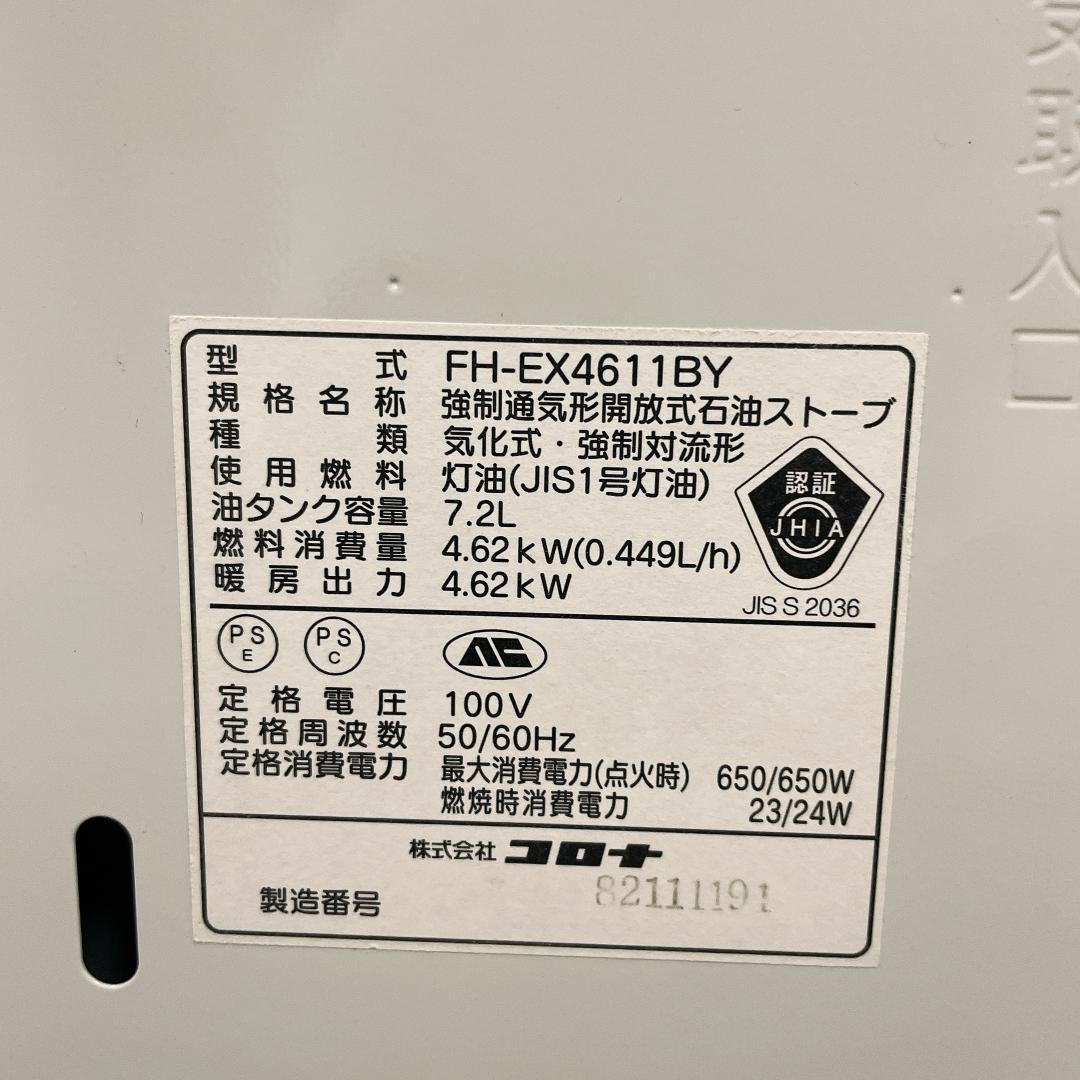 気取入口
型式 FH-EX4611BY
規格名称 強制通気形開放式石油ストーブ
種類 気化式・強制対流形
使用燃料 灯油(JIS1号灯油)
油タンク容量 7.2L
燃料消費量 4.62kW(0.449L/h)
暖房出力 4.62kW
認証
JHIA
JIS S 2036
PS E
PS C
定格電圧 100V
定格周波数 50/60Hz
定格消費電力 最大消費電力(点火時) 650/650W
燃焼時消費電力 23/24W
株式会社 コロナ
製造番号 82111191